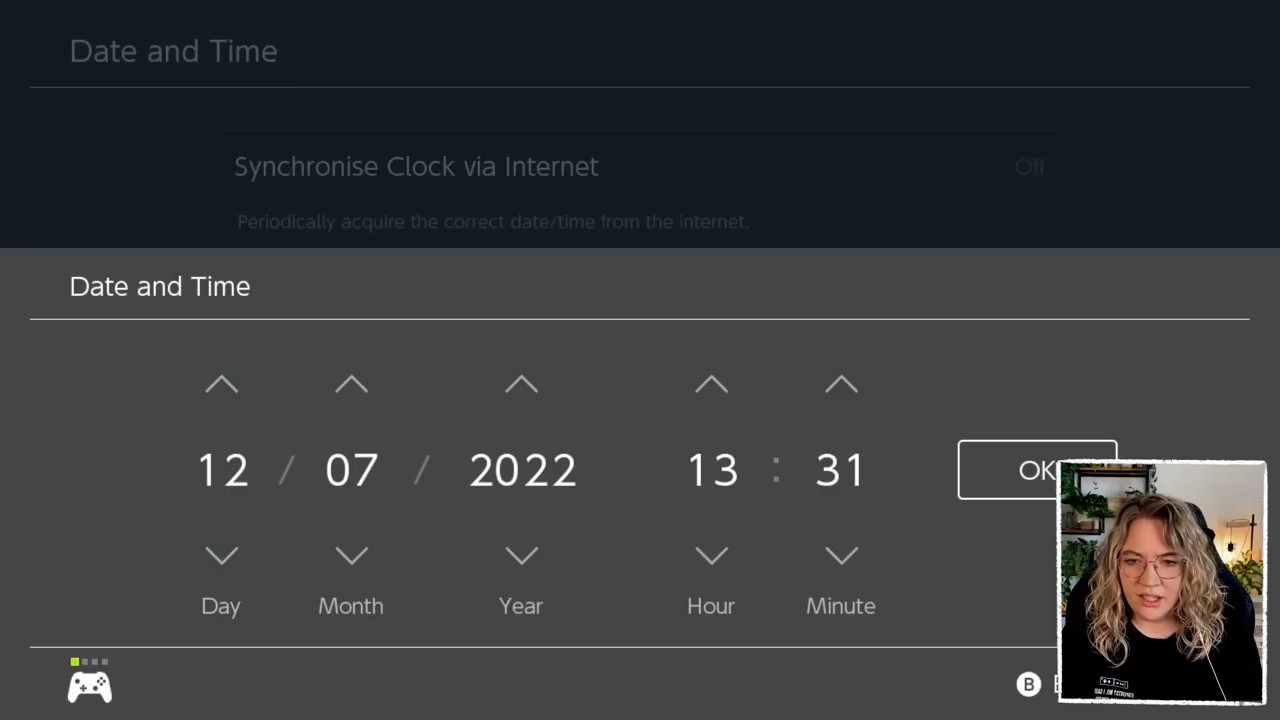 Date and Time
Synchronise Clock via Internet Off
Periodically acquire the correct date/time from the internet.
Date and Time
12 / 07 / 2022 13 : 31 OK
Day Month Year Hour Minute
B